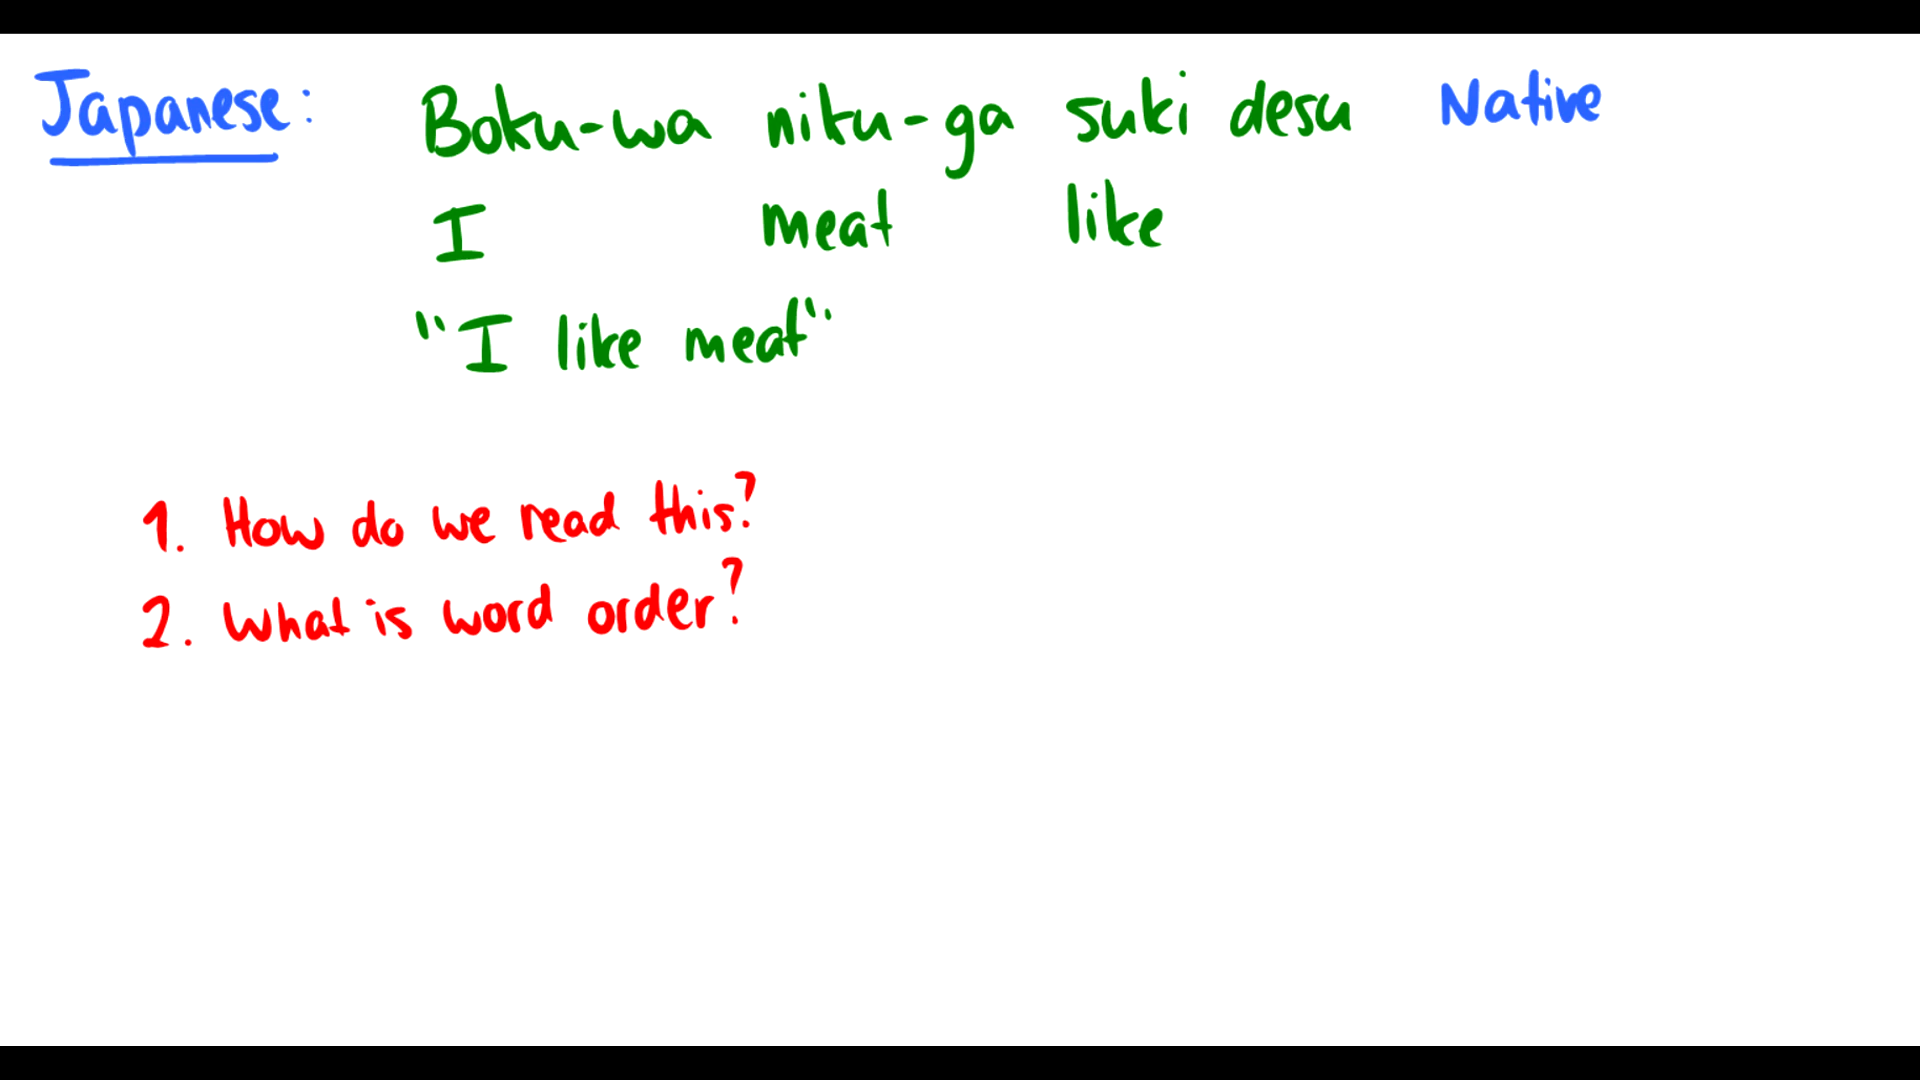 Japanese: Boku-wa niku-ga suki desu Native
I meat like
"I like meat".
1. How do we read this?
2. What is word order?